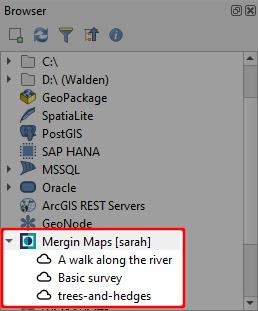 Browser
C:\
D:\ (Walden)
GeoPackage
SpatiaLite
PostGIS
SAP HANA
MSSQL
Oracle
ArcGIS REST Servers
GeoNode
Mergin Maps [sarah]
A walk along the river
Basic survey
trees-and-hedges